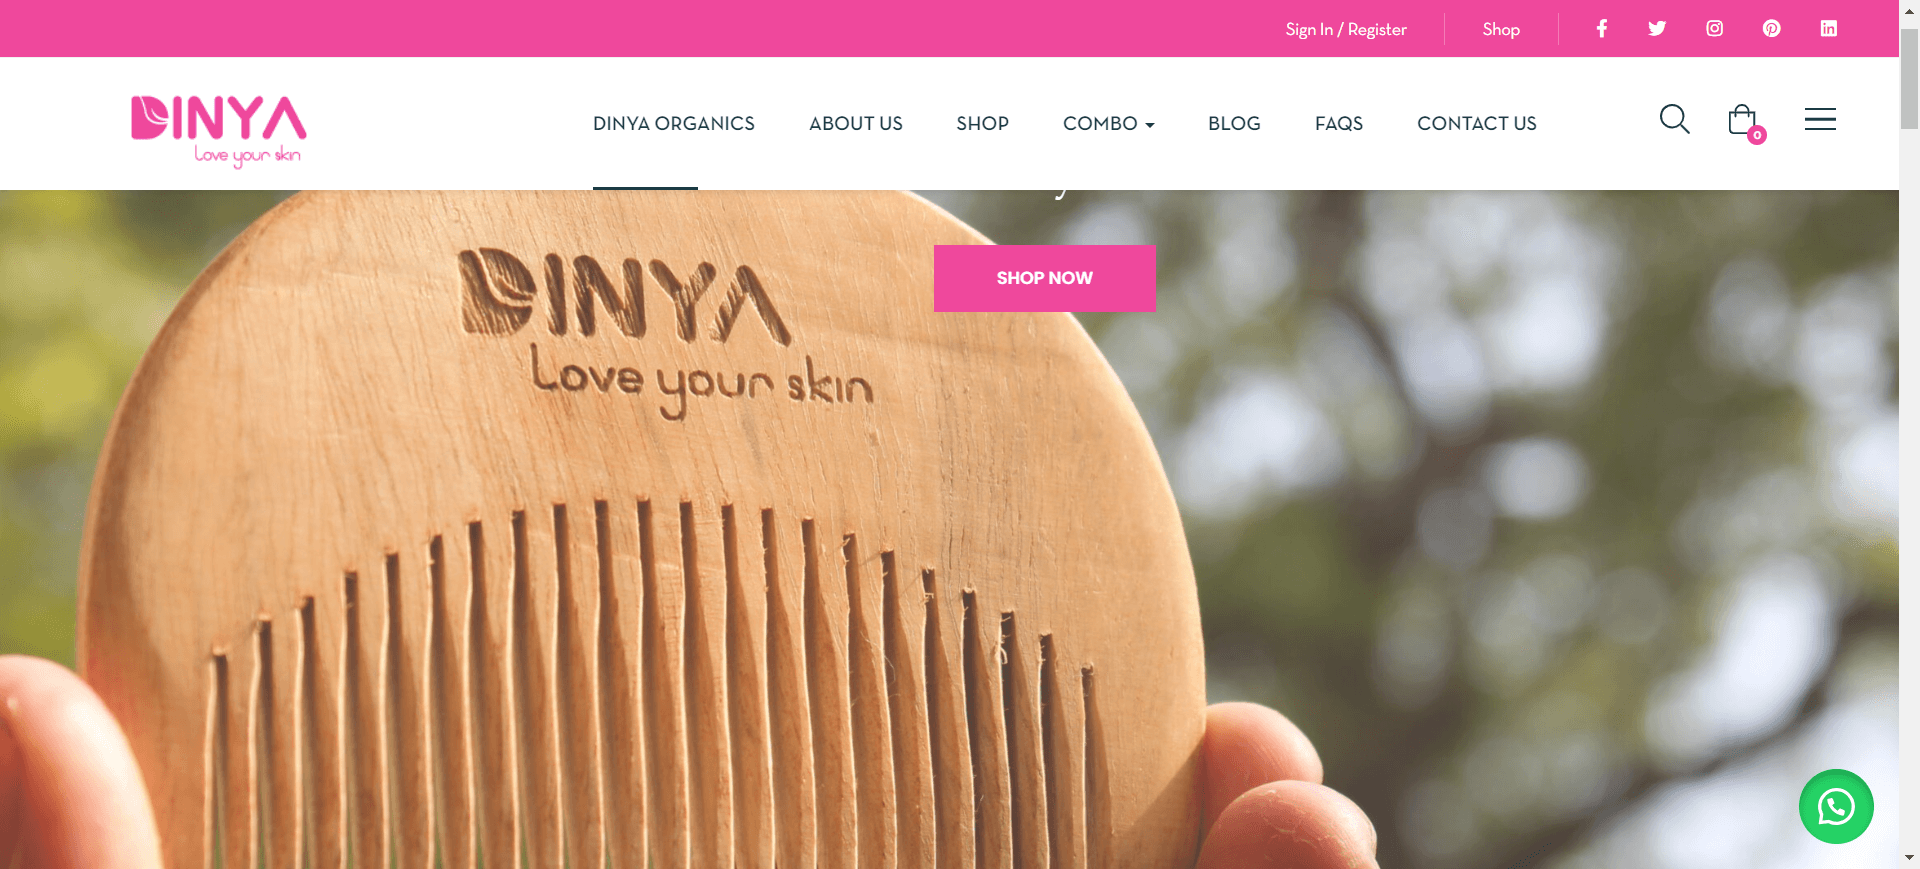 Sign In / Register
Shop
DINYA
Love your skin
DINYA ORGANICS
ABOUT US
SHOP
COMBO
BLOG
FAQS
CONTACT US
0
SHOP NOW
DINYA
Love your skin